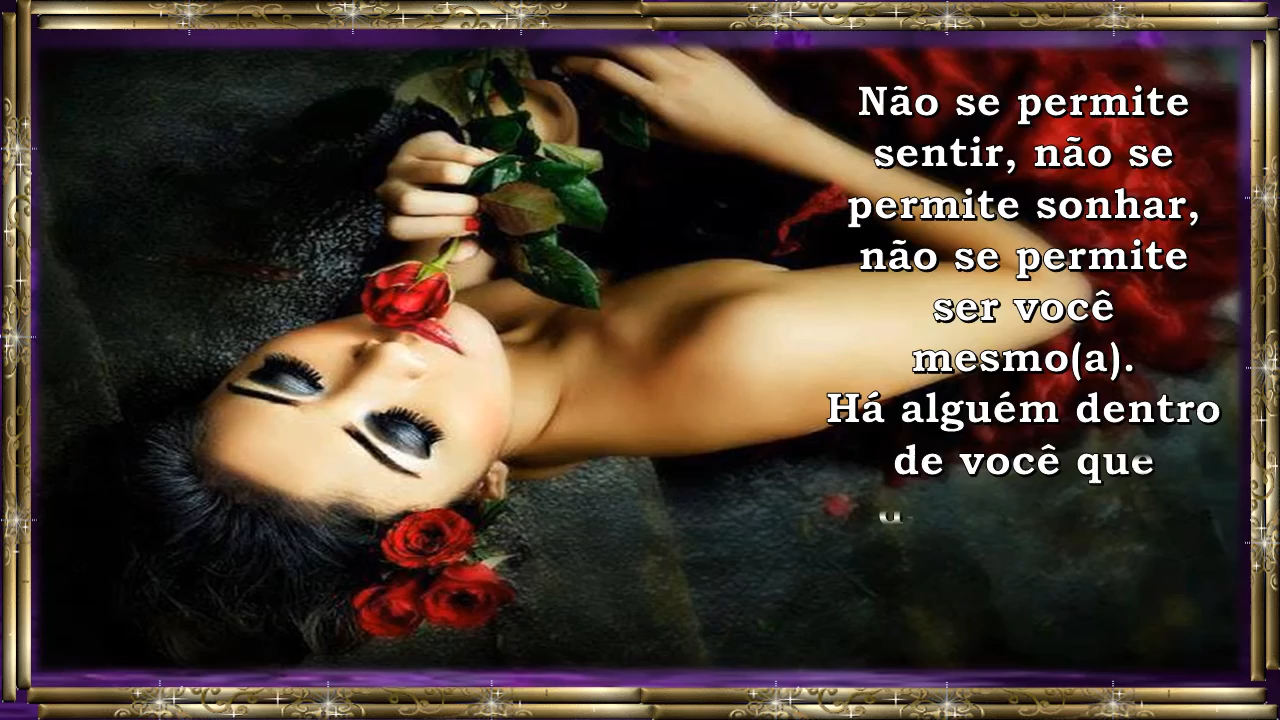 Não se permite
sentir, não se
permite sonhar,
não se permite
ser você
mesmo(a).
Há alguém dentro
de você que